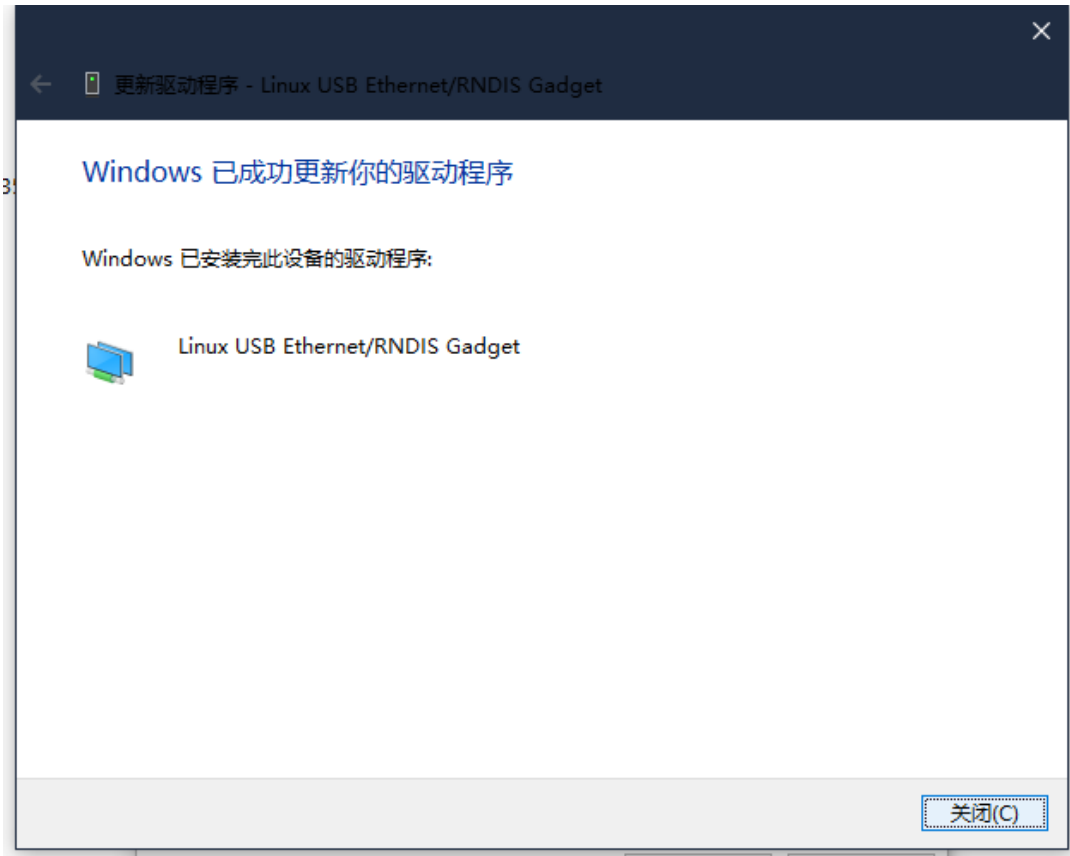 更新驱动程序 - Linux USB Ethernet/RNDIS Gadget
Windows 已成功更新你的驱动程序
Windows 已安装完此设备的驱动程序:
Linux USB Ethernet/RNDIS Gadget
关闭(C)